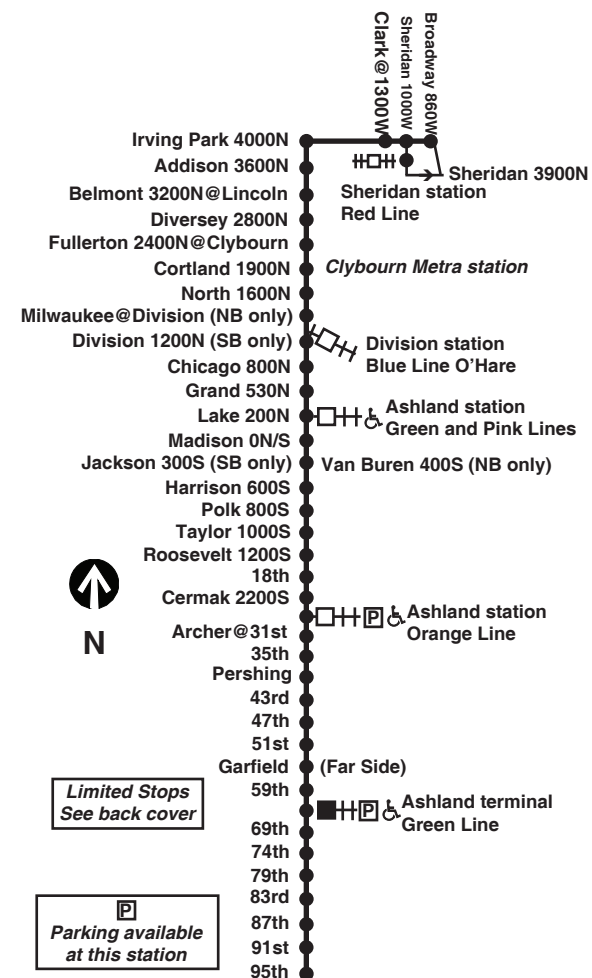 Clark@1300W
Sheridan 1000W
Broadway 860W
Irving Park 4000N
Addison 3600N
Sheridan 3900N
Sheridan station
Red Line
Belmont 3200N@Lincoln
Diversey 2800N
Fullerton 2400N@Clybourn
Cortland 1900N
Clybourn Metra station
North 1600N
Milwaukee@Division (NB only)
Division 1200N (SB only)
Division station
Blue Line O'Hare
Chicago 800N
Grand 530N
Lake 200N
Ashland station
Green and Pink Lines
Madison 0N/S
Jackson 300S (SB only)
Van Buren 400S (NB only)
Harrison 600S
Polk 800S
Taylor 1000S
Roosevelt 1200S
18th
Cermak 2200S
P
Ashland station
Orange Line
N
Archer@31st
35th
Pershing
43rd
47th
51st
Garfield
(Far Side)
59th
Limited Stops
See back cover
P
Ashland terminal
Green Line
69th
74th
79th
83rd
87th
91st
95th
P
Parking available
at this station